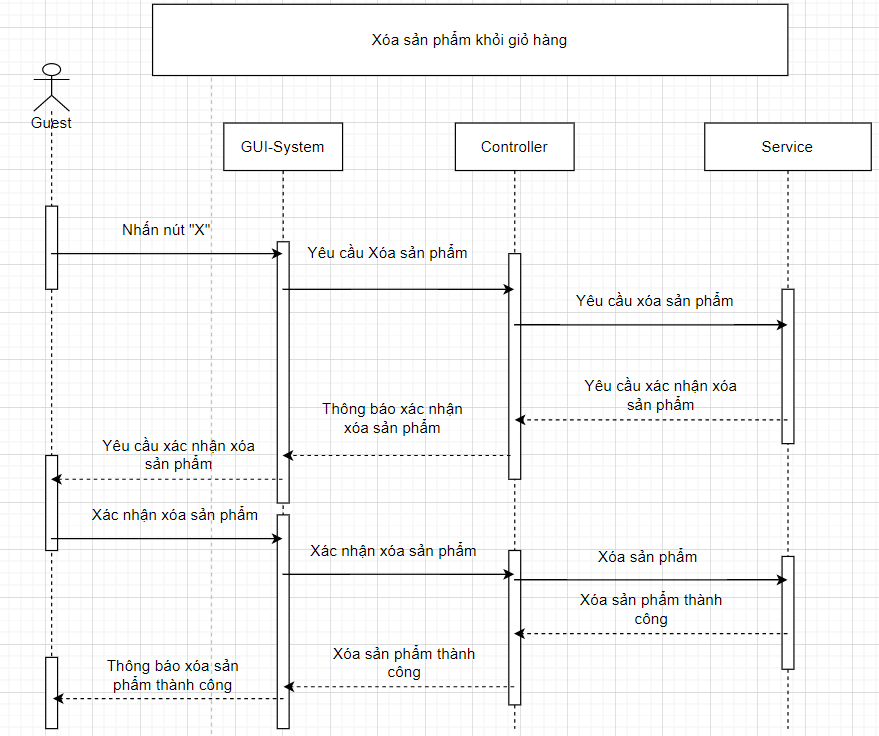 Xóa sản phẩm khỏi giỏ hàng
Guest
GUI-System
Controller
Service
Nhấn nút "X"
Yêu cầu Xóa sản phẩm
Yêu cầu xóa sản phẩm
Yêu cầu xác nhận xóa
sản phẩm
Thông báo xác nhận
xóa sản phẩm
Yêu cầu xác nhận xóa
sản phẩm
Xác nhận xóa sản phẩm
Xác nhận xóa sản phẩm
Xóa sản phẩm
Xóa sản phẩm thành
công
Xóa sản phẩm thành
công
Thông báo xóa sản
phẩm thành công